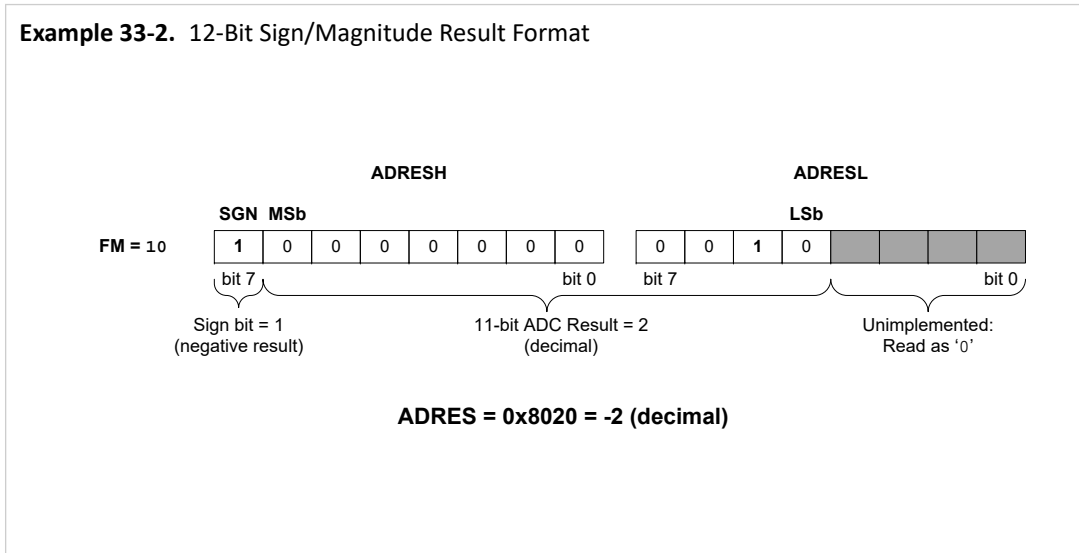 Example 33-2. 12-Bit Sign/Magnitude Result Format
ADRESH ADRESL
SGN MSb LSb
FM = 10 1 0 0 0 0 0 0 0 0 0 1 0
bit 7 bit 0 bit 7 bit 0
Sign bit = 1 11-bit ADC Result = 2 Unimplemented:
(negative result) (decimal) Read as ‘0’
ADRES = 0x8020 = -2 (decimal)